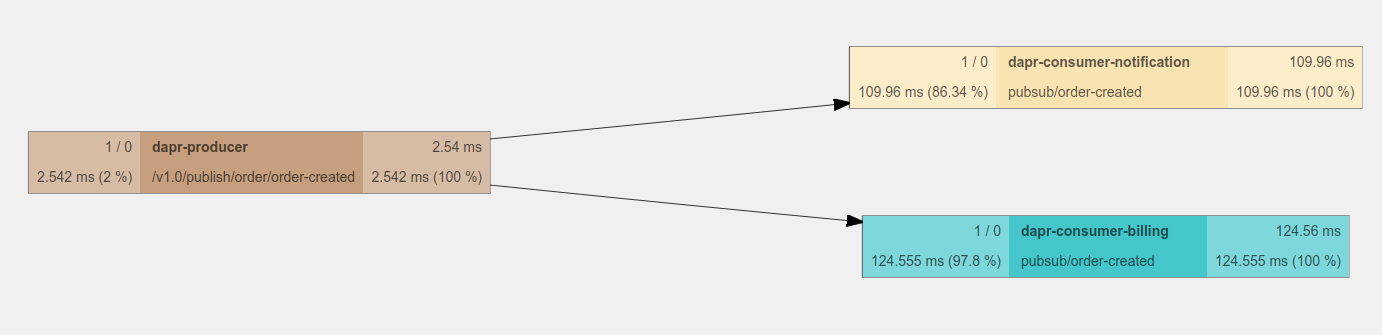 1 / 0 dapr-producer 2.54 ms
2.542 ms (2 %) /v1.0/publish/order/order-created 2.542 ms (100 %)
1 / 0 dapr-consumer-notification 109.96 ms
109.96 ms (86.34 %) pubsub/order-created 109.96 ms (100 %)
1 / 0 dapr-consumer-billing 124.56 ms
124.555 ms (97.8 %) pubsub/order-created 124.555 ms (100 %)